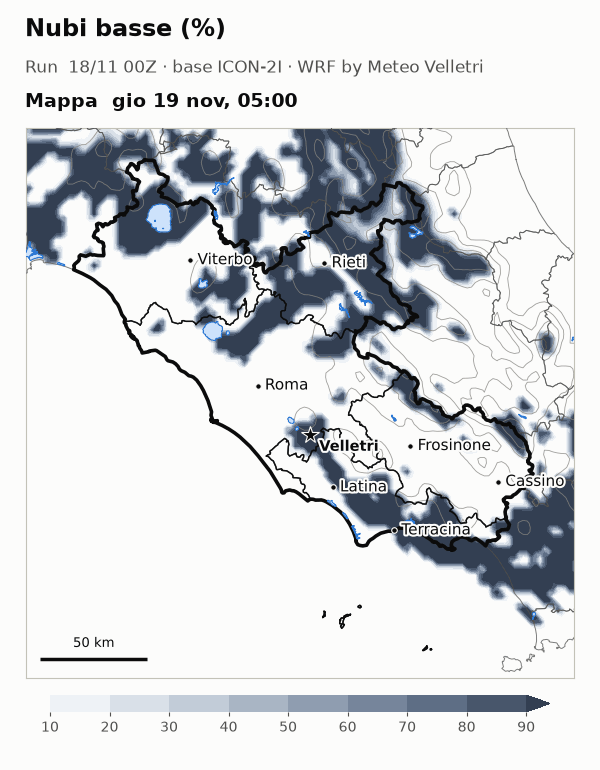 Nubi basse (%)
Run  18/11 00Z · base ICON-2I · WRF by Meteo Velletri
Mappa  gio 19 nov, 05:00
Viterbo
Rieti
Roma
Velletri
Frosinone
Cassino
Latina
Terracina
50 km
10 20 30 40 50 60 70 80 90